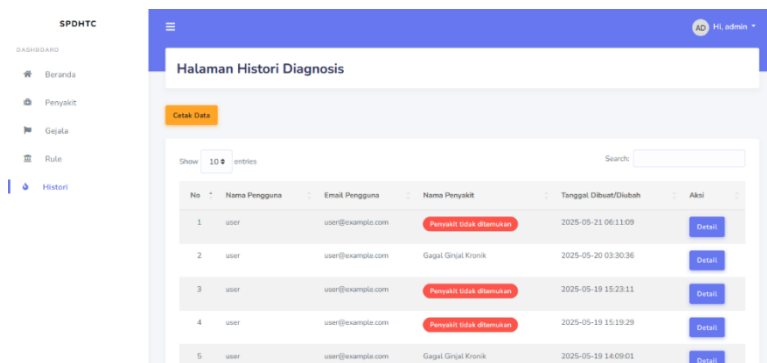 SPDHTC
AD Hi, admin
DASHBOARD
Beranda
Penyakit
Gejala
Rule
Histori
Halaman Histori Diagnosis
Cetak Data
Show 10 entries
Search:
No Nama Pengguna Email Pengguna Nama Penyakit Tanggal Dibuat/Diubah Aksi
1 user user@example.com Penyakit tidak ditemukan 2025-05-21 06:11:09 Detail
2 user user@example.com Gagal Ginjal Kronik 2025-05-20 03:30:36 Detail
3 user user@example.com Penyakit tidak ditemukan 2025-05-19 15:23:11 Detail
4 user user@example.com Penyakit tidak ditemukan 2025-05-19 15:19:29 Detail
5 user user@example.com Gagal Ginjal Kronik 2025-05-19 14:09:01 Detail